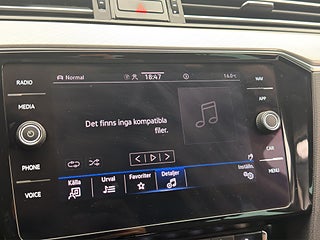 RADIO
MEDIA
PHONE
VOICE
Normal
18:47
14.0°C
Det finns inga kompatibla
filer.
Källa
Urval
Favoriter
Detaljer
Inställn.
NAV
APP
CAR
MENU